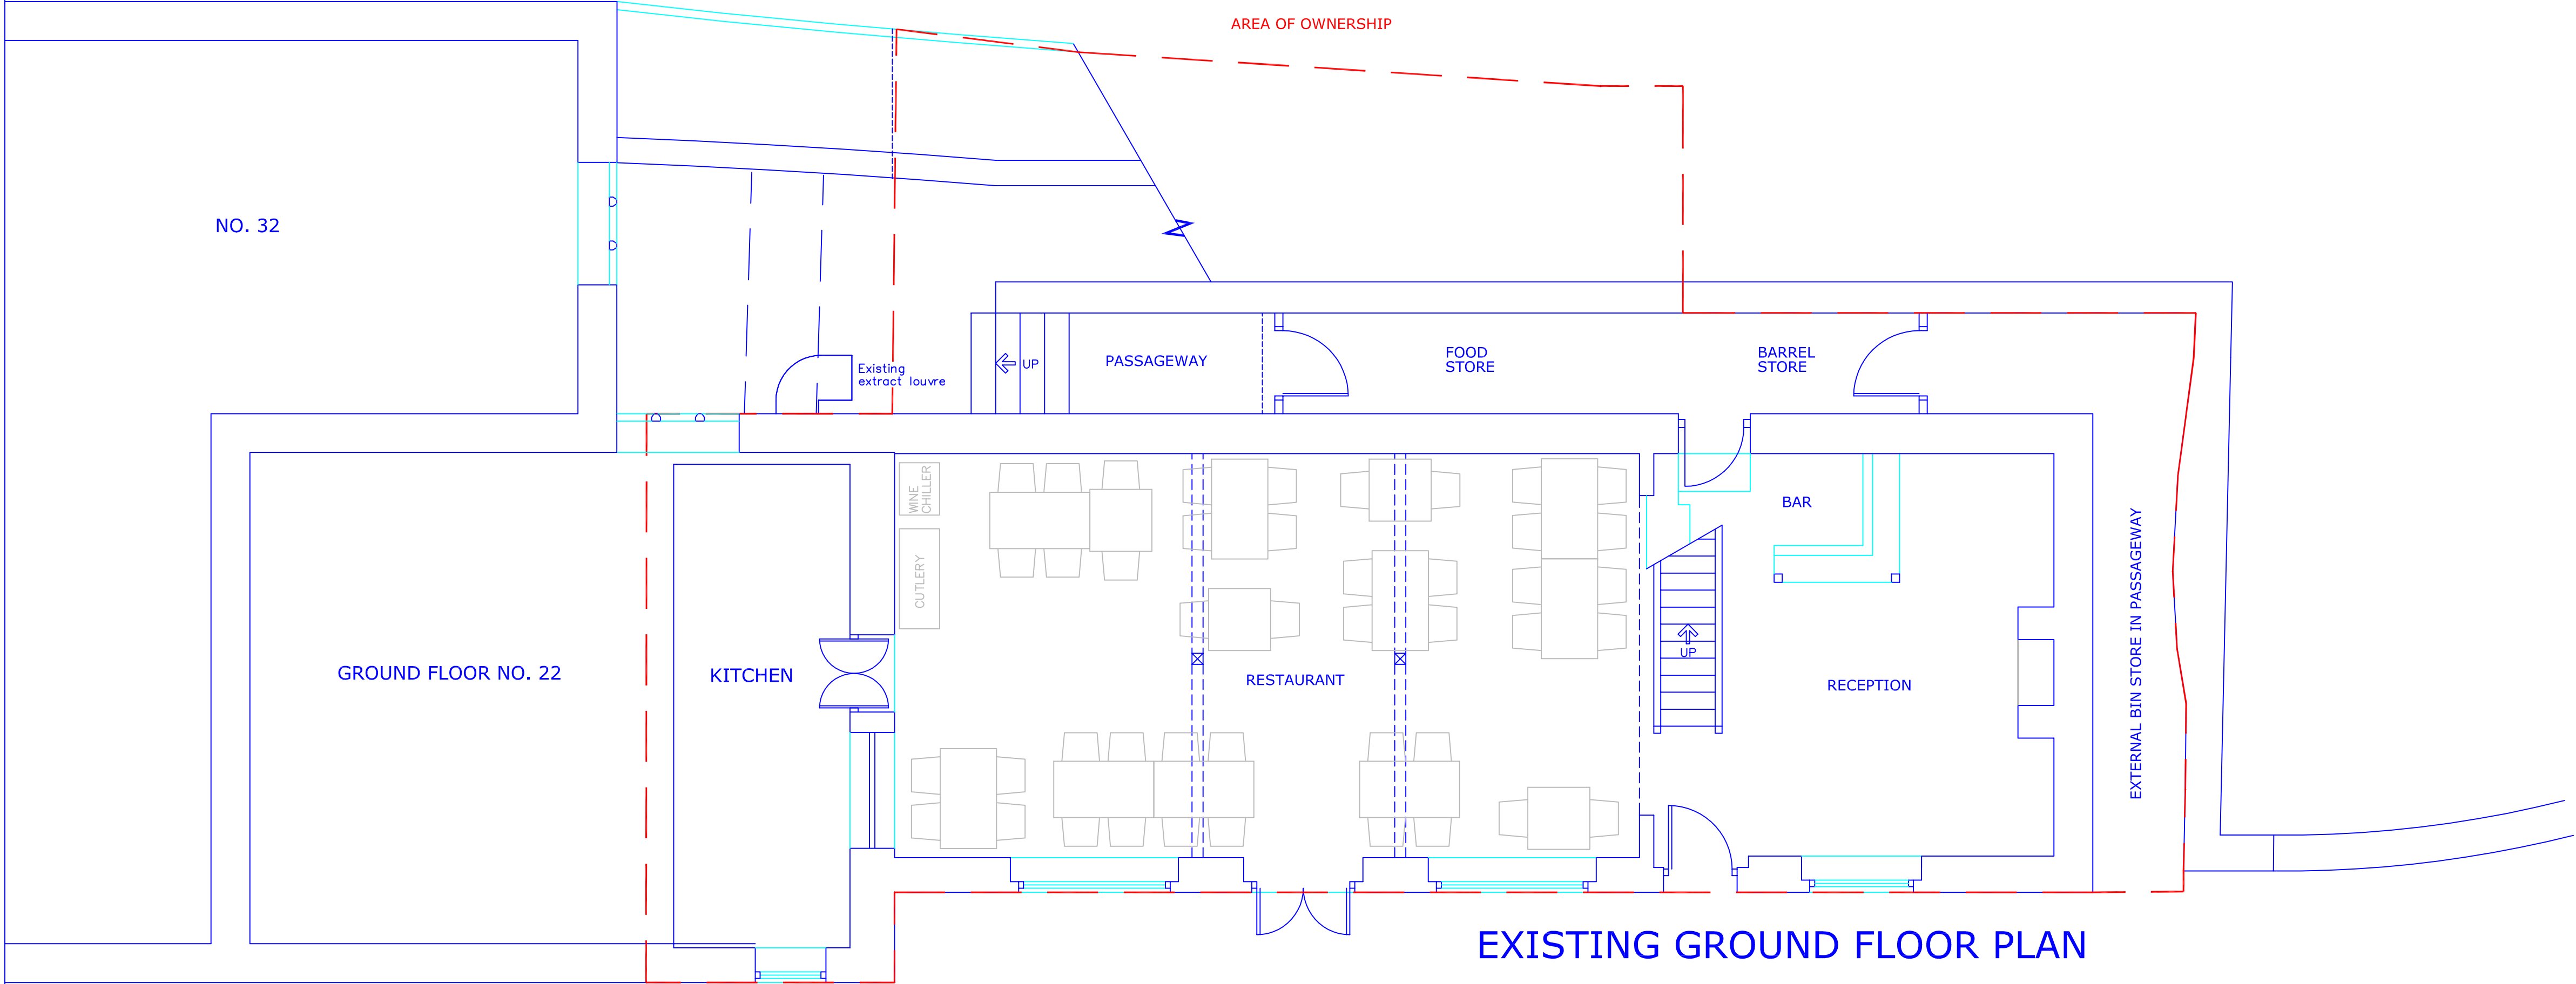 AREA OF OWNERSHIP
NO. 32
Existing
extract louvre
UP
PASSAGEWAY
FOOD
STORE
BARREL
STORE
WINE
CHILLER
CUTLERY
BAR
UP
GROUND FLOOR NO. 22
KITCHEN
RESTAURANT
RECEPTION
EXTERNAL BIN STORE IN PASSAGEWAY
EXISTING GROUND FLOOR PLAN